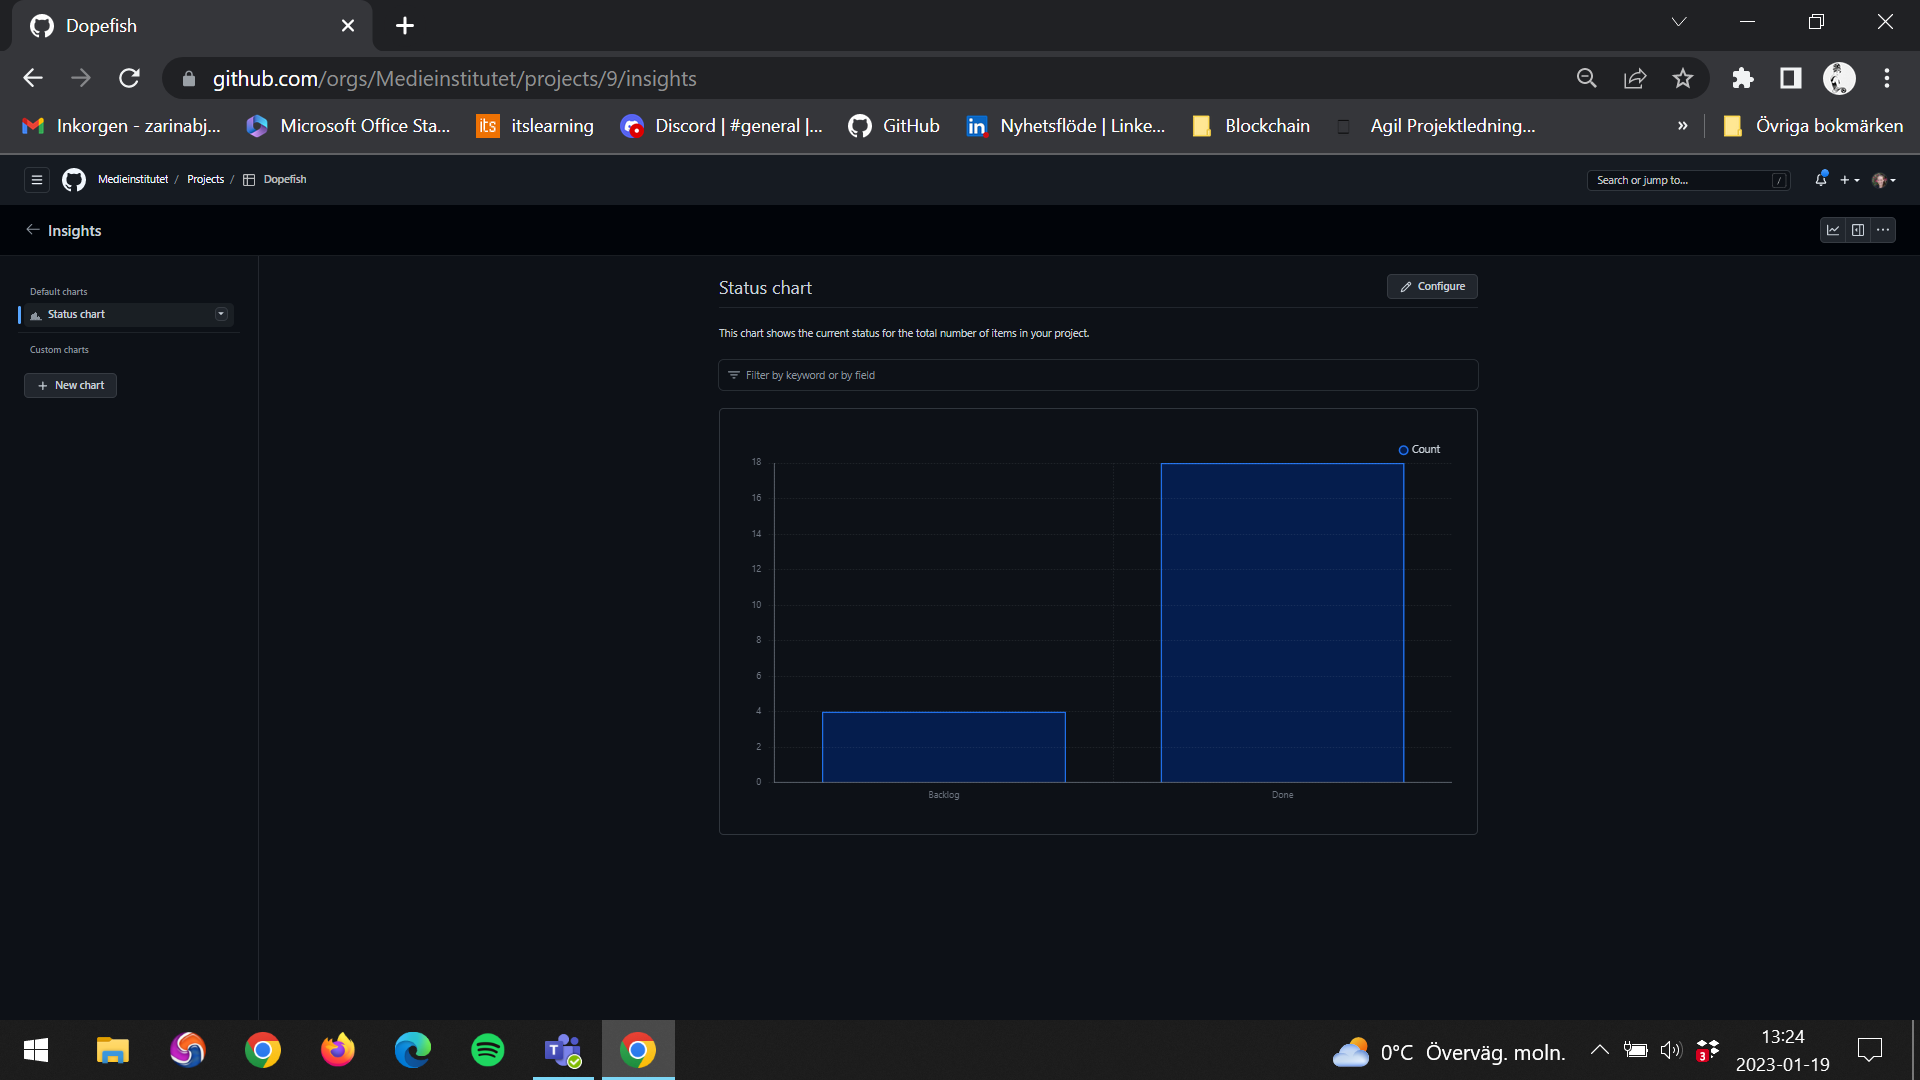 Dopefish
github.com/orgs/Medieinstitutet/projects/9/insights
Inkorgen - zarinabj...
Microsoft Office Sta...
itslearning
Discord | #general |...
GitHub
Nyhetsflöde | Linke...
Blockchain
Agil Projektledning...
»
Övriga bokmärken
Medieinstitutet / Projects / Dopefish
Search or jump to... /
Insights
Default charts
Status chart
Custom charts
New chart
Status chart
Configure
This chart shows the current status for the total number of items in your project.
Filter by keyword or by field
Count
18
16
14
12
10
8
6
4
2
0
Backlog
Done
0°C Överväg. moln.
3
13:24
2023-01-19